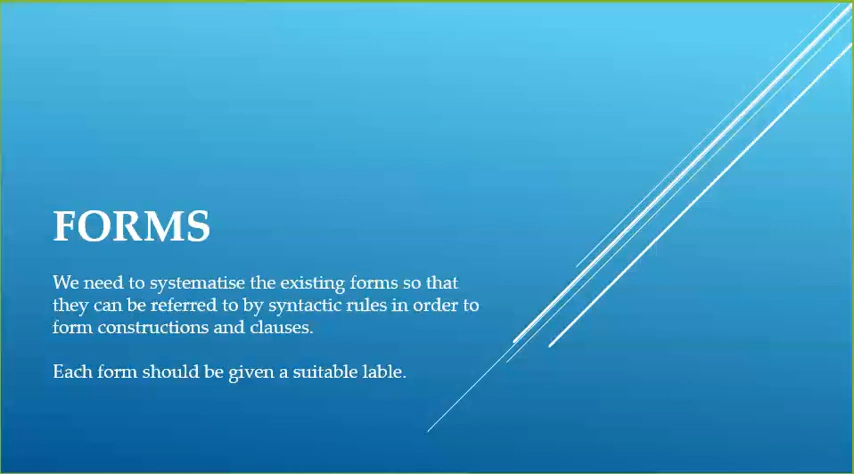 FORMS
We need to systematise the existing forms so that
they can be referred to by syntactic rules in order to
form constructions and clauses.
Each form should be given a suitable lable.